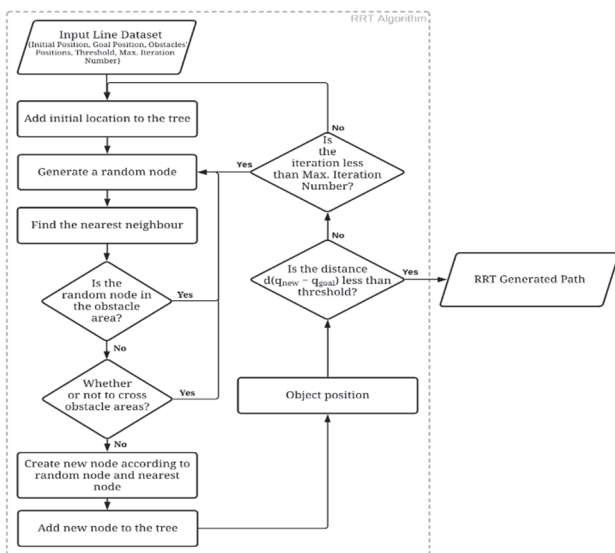 RRT Algorithm
Input Line Dataset
{Initial Position, Goal Position, Obstacles'
Positions, Threshold, Max. Iteration
Number}
Add initial location to the tree
Generate a random node
Find the nearest neighbour
Is the
random node in
the obstacle
area?
Yes
No
Whether
or not to cross
obstacle areas?
Yes
No
Create new node according to
random node and nearest
node
Add new node to the tree
Object position
Is the distance
d(qnew − qgoal) less than
threshold?
Yes
No
Is
the
iteration less
than Max. Iteration
Number?
Yes
No
RRT Generated Path